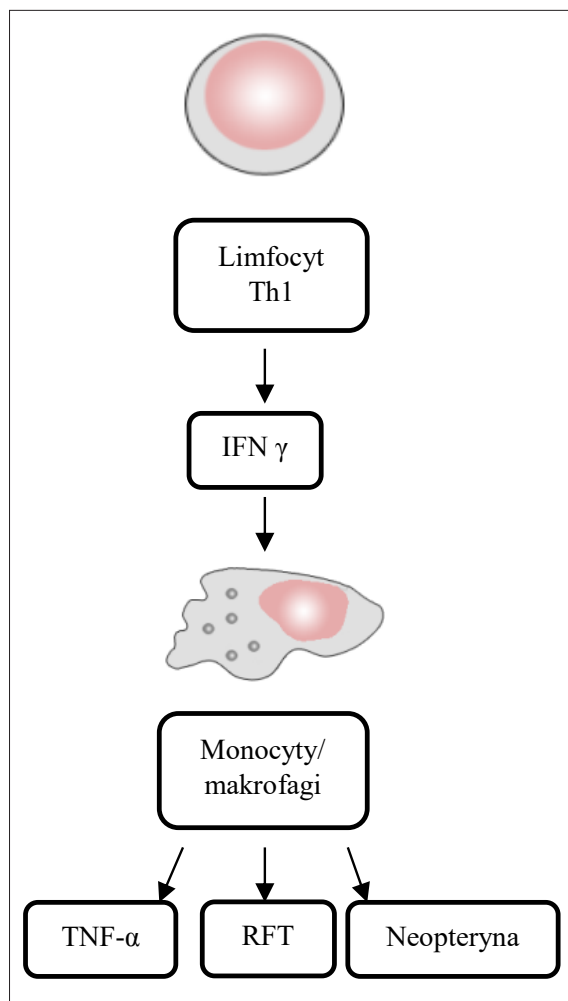 Limfocyt
Th1
IFN γ
Monocyty/
makrofagi
TNF-α
RFT
Neopteryna